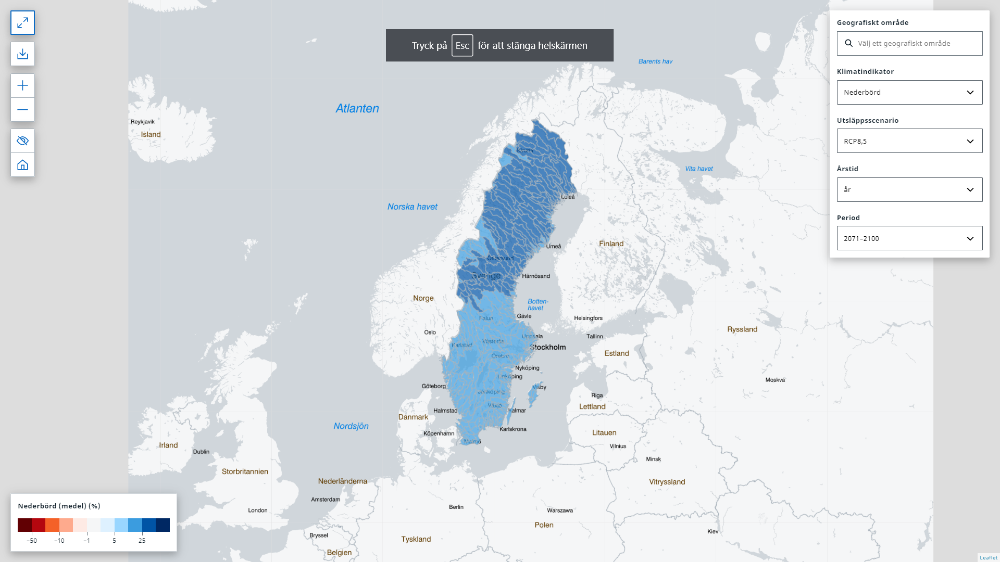 Tryck på Esc för att stänga helskärmen
Geografiskt område
Välj ett geografiskt område
Klimatindikator
Nederbörd
Utsläppsscenario
RCP8,5
Årstid
år
Period
2071–2100
Barents hav
Atlanten
Reykjavik
Island
Kiruna
Vita havet
Luleå
Norska havet
Finland
Umeå
Östersund
Sverige
Härnösand
Norge
Botten-
havet
Falun
Gävle
Helsingfors
Oslo
Uppsala
Tallinn
Ryssland
Karlstad
Västerås
Stockholm
Örebro
Estland
Nyköping
Linköping
Moskva
Göteborg
Visby
Jönköping
Riga
Växjö
Lettland
Halmstad
Kalmar
Danmark
Nordsjön
Karlskrona
Köpenhamn
Litauen
Malmö
Irland
Vilnius
Dublin
Minsk
Storbritannien
Nederländerna
Vitryssland
Amsterdam
Berlin
London
Warszawa
Polen
Kiev
Bryssel
Tyskland
Belgien
Nederbörd (medel) (%)
−50 −10 −1 5 25
Leaflet